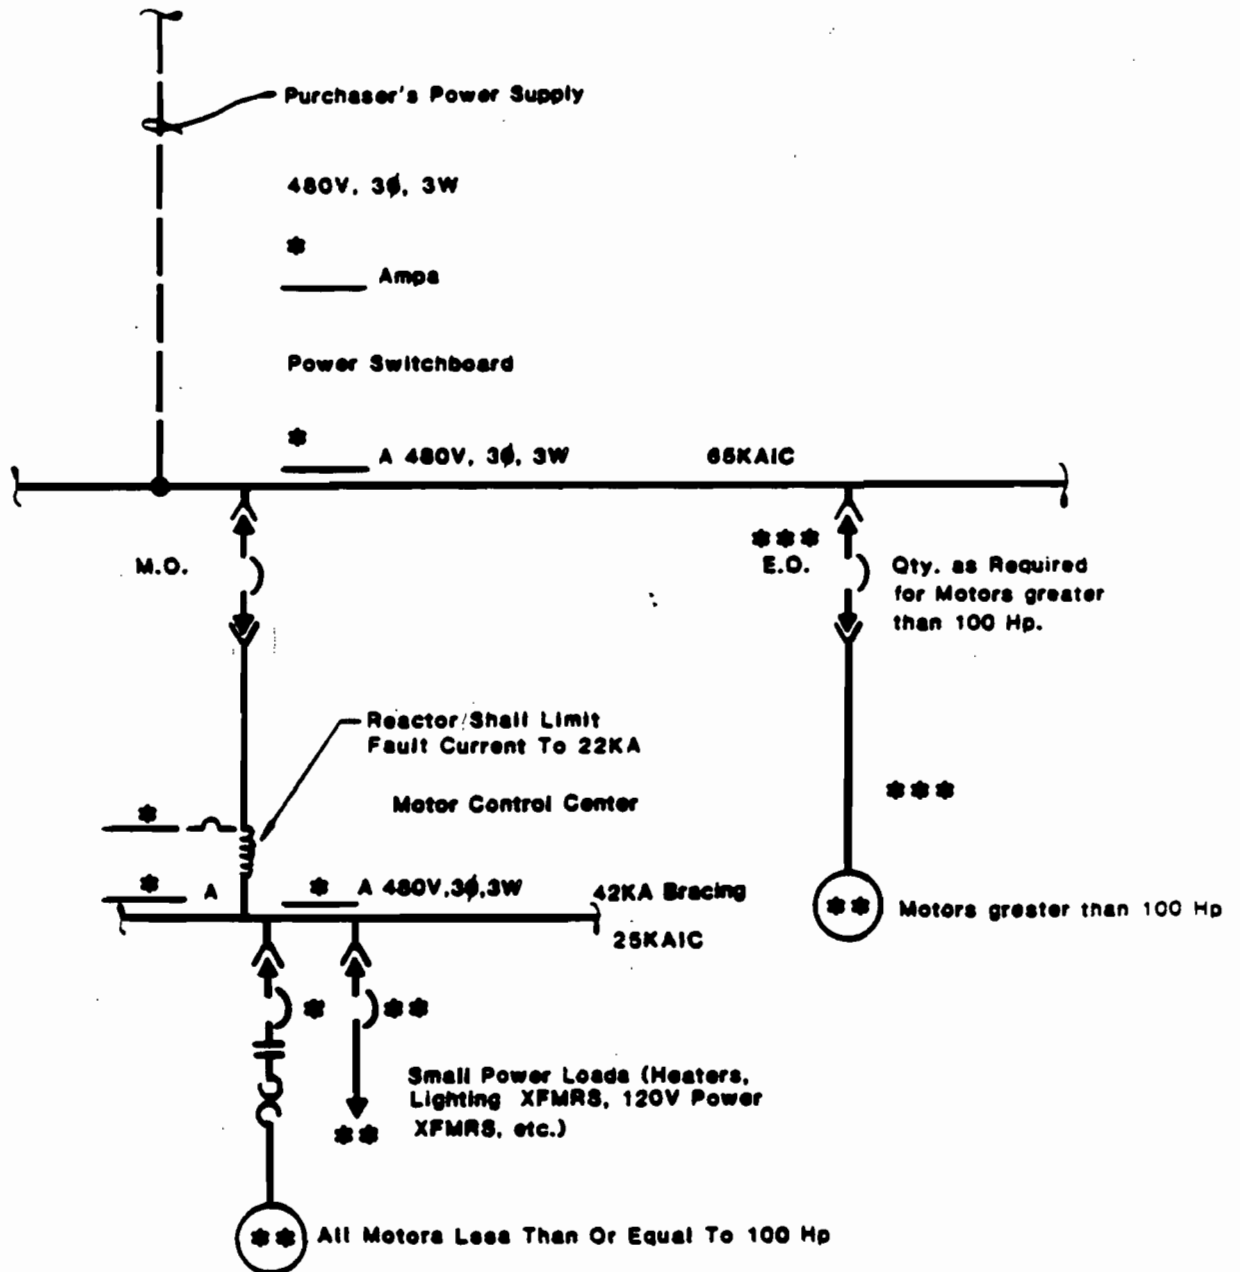 Purchaser's Power Supply
480V, 3ϕ, 3W
*
Amps
Power Switchboard
*
A 480V, 3ϕ, 3W 65KAIC
M.O.
***
E.O.
Qty. as Required
for Motors greater
than 100 Hp.
Reactor Shall Limit
Fault Current To 22KA
Motor Control Center
*
***
*
A
*
A 480V,3ϕ,3W
42KA Bracing
25KAIC
**
Motors greater than 100 Hp
*
**
Small Power Loads (Heaters,
Lighting XFMRS, 120V Power
XFMRS, etc.)
**
**
All Motors Less Than Or Equal To 100 Hp